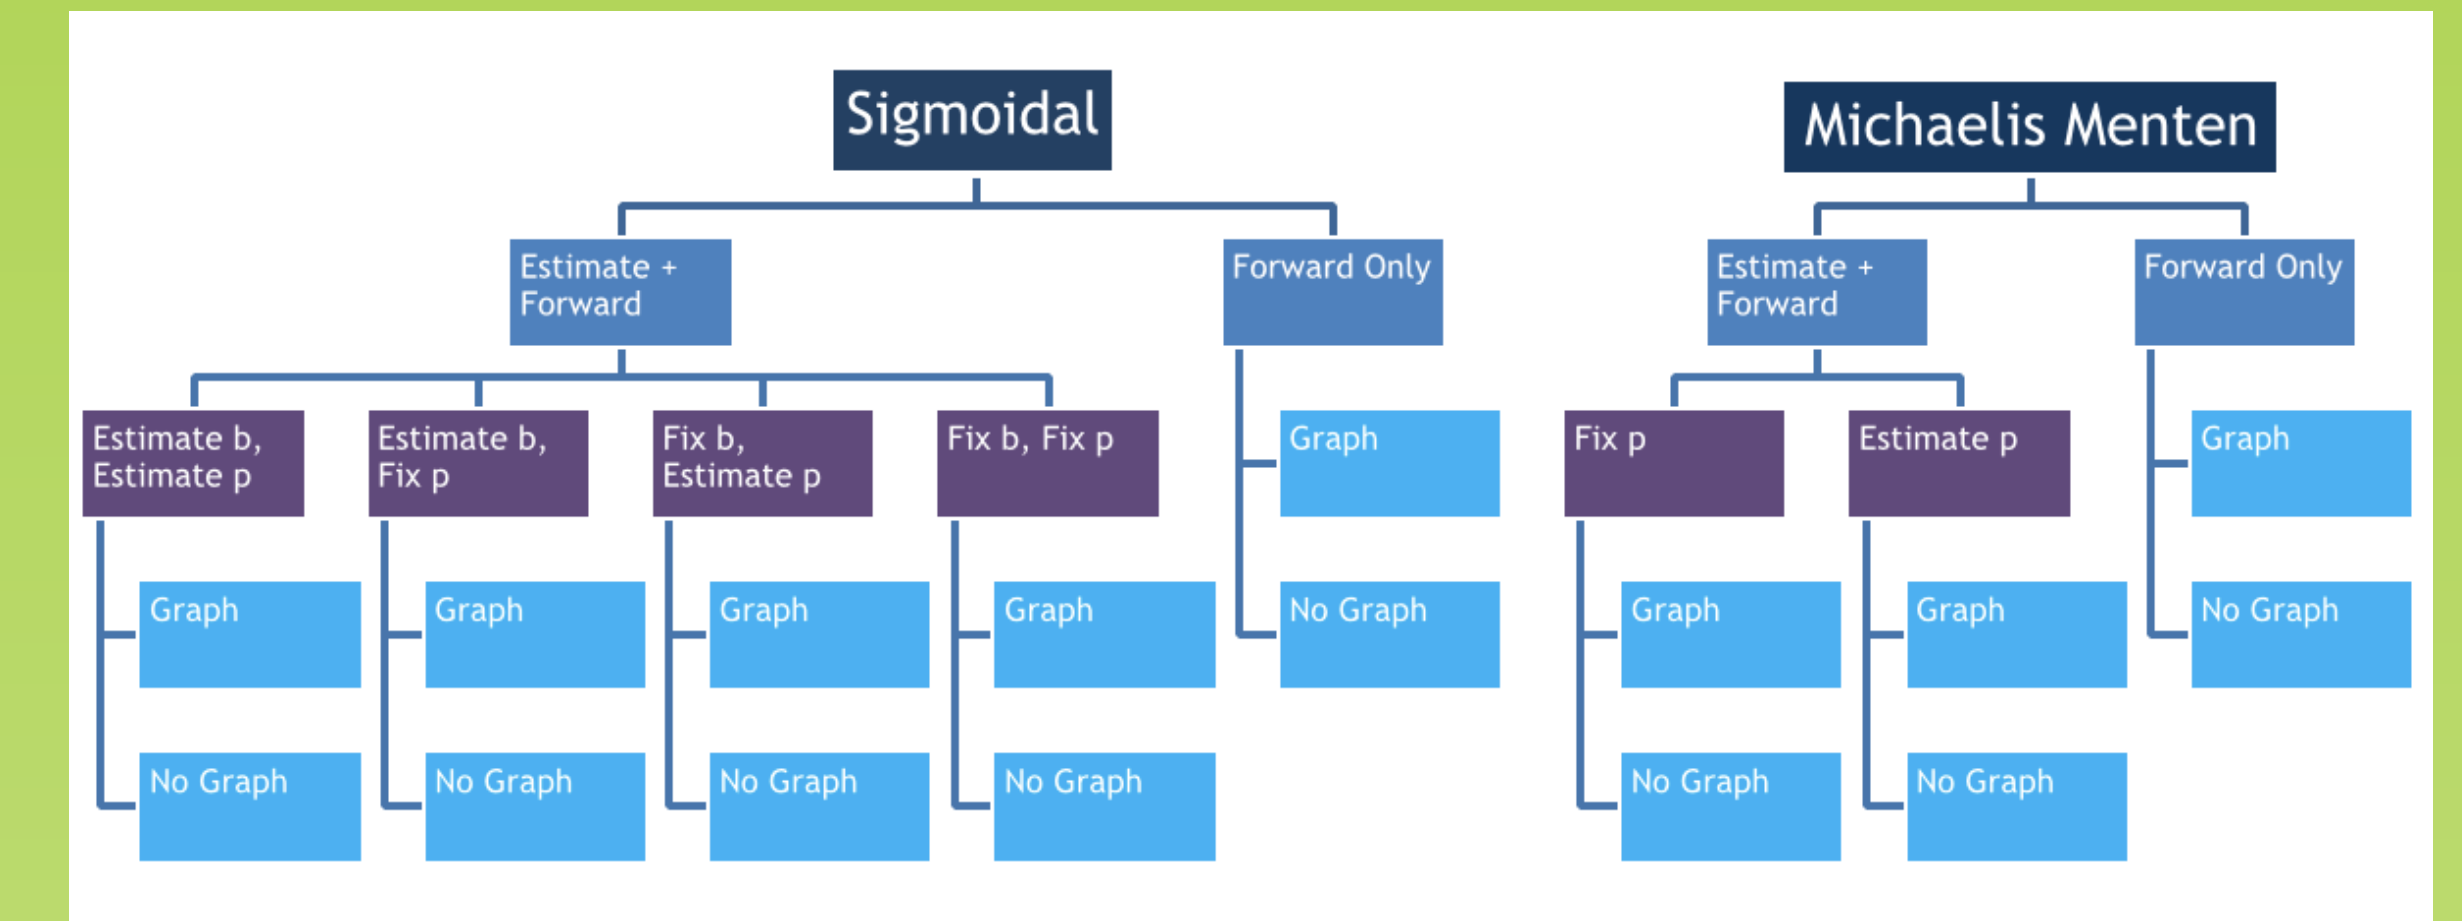 Sigmoidal
Michaelis Menten
Estimate +
Forward
Forward Only
Estimate +
Forward
Forward Only
Estimate b,
Estimate p
Estimate b,
Fix p
Fix b,
Estimate p
Fix b, Fix p
Graph
Fix p
Estimate p
Graph
Graph
Graph
Graph
Graph
No Graph
Graph
Graph
No Graph
No Graph
No Graph
No Graph
No Graph
No Graph
No Graph